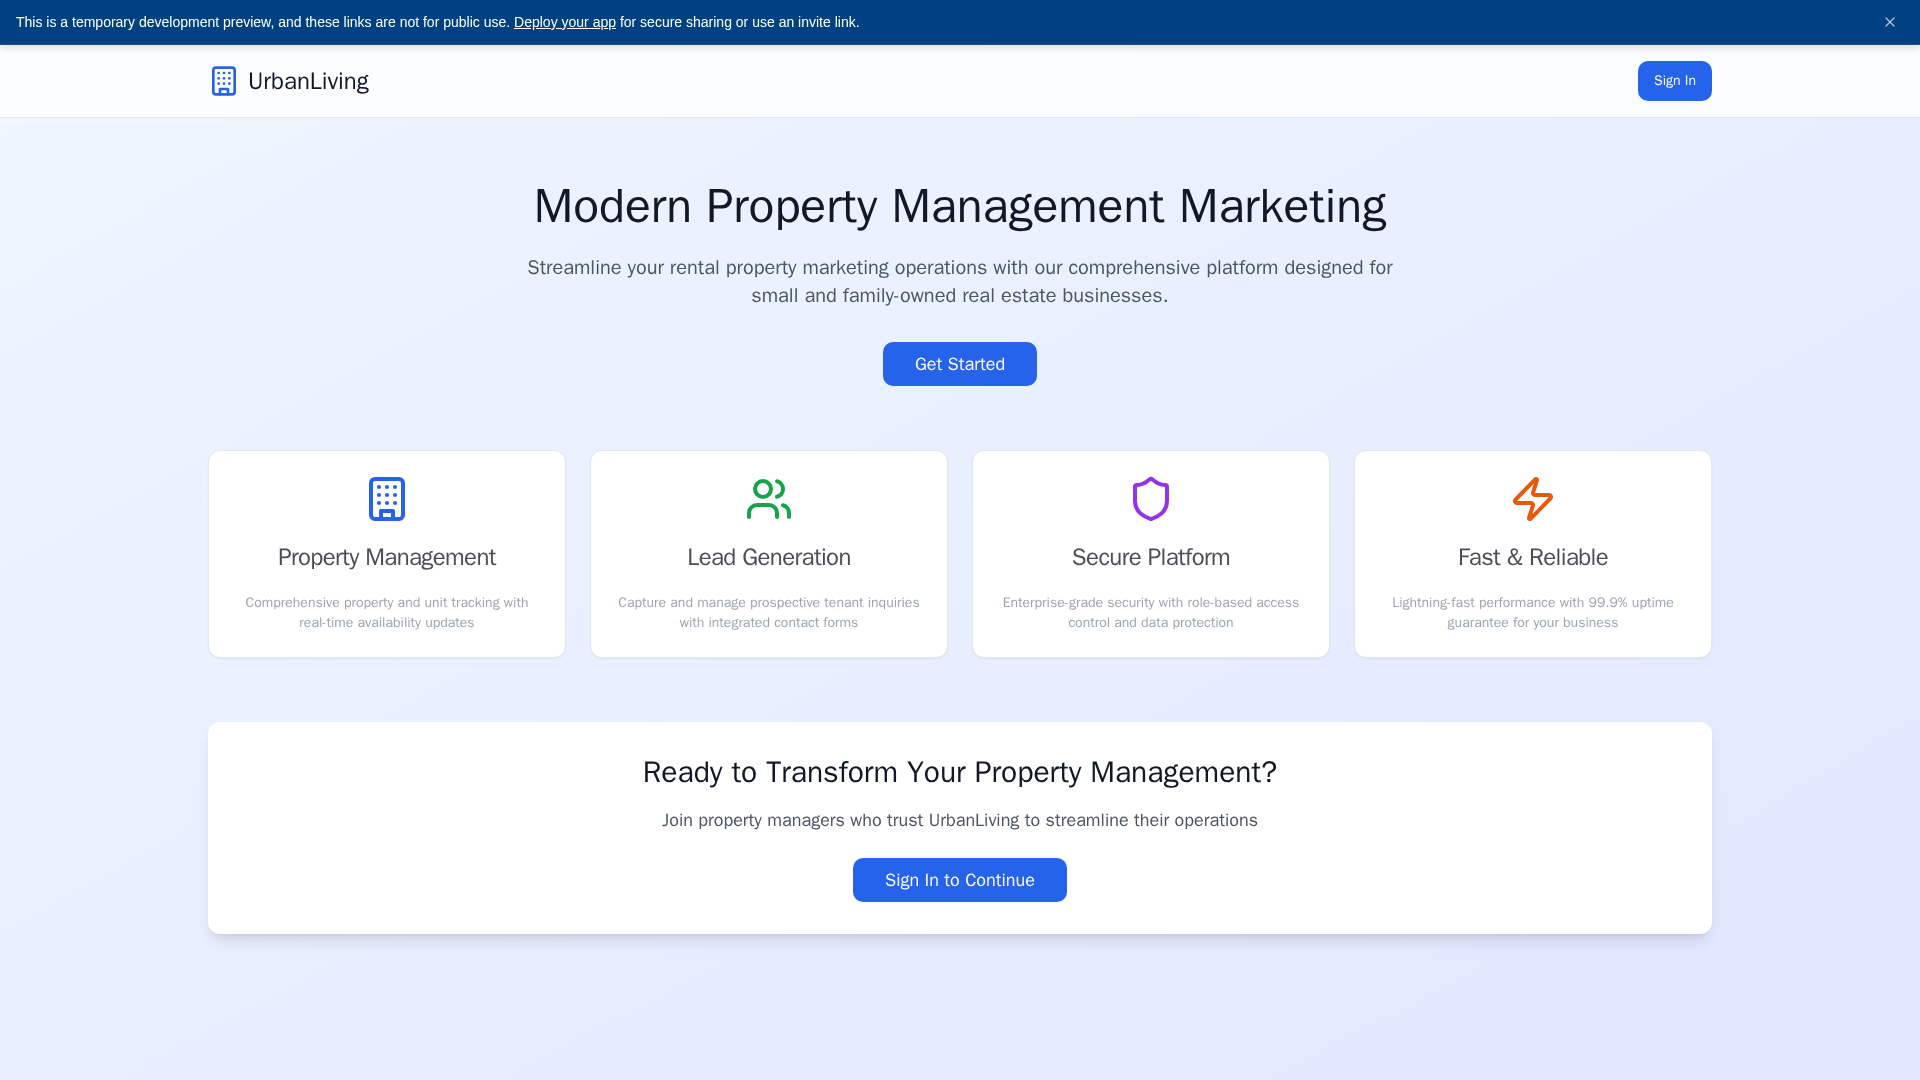 This is a temporary development preview, and these links are not for public use. Deploy your app for secure sharing or use an invite link.
UrbanLiving
Sign In
Modern Property Management Marketing
Streamline your rental property marketing operations with our comprehensive platform designed for
small and family-owned real estate businesses.
Get Started
Property Management
Comprehensive property and unit tracking with
real-time availability updates
Lead Generation
Capture and manage prospective tenant inquiries
with integrated contact forms
Secure Platform
Enterprise-grade security with role-based access
control and data protection
Fast & Reliable
Lightning-fast performance with 99.9% uptime
guarantee for your business
Ready to Transform Your Property Management?
Join property managers who trust UrbanLiving to streamline their operations
Sign In to Continue